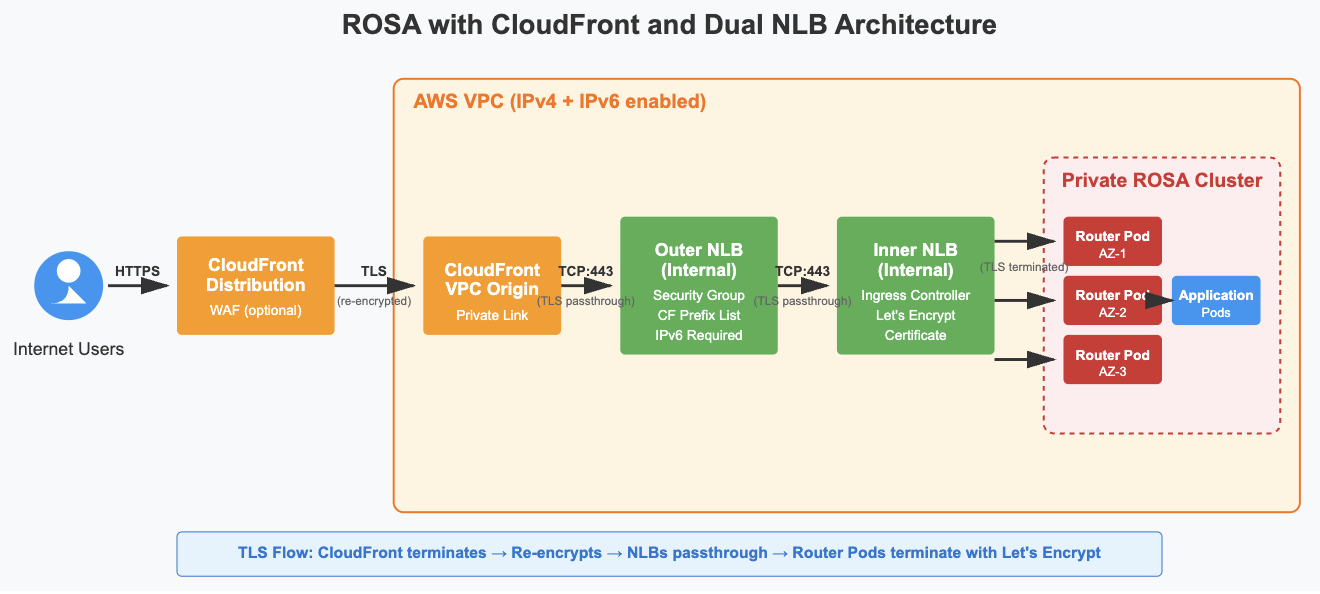 ROSA with CloudFront and Dual NLB Architecture
AWS VPC (IPv4 + IPv6 enabled)
Internet Users
HTTPS
CloudFront
Distribution
WAF (optional)
TLS
(re-encrypted)
CloudFront
VPC Origin
Private Link
TCP:443
(TLS passthrough)
Outer NLB
(Internal)
Security Group
CF Prefix List
IPv6 Required
TCP:443
(TLS passthrough)
Inner NLB
(Internal)
Ingress Controller
Let's Encrypt
Certificate
(TLS terminated)
Private ROSA Cluster
Router Pod
AZ-1
Router Pod
AZ-2
Router Pod
AZ-3
Application
Pods
TLS Flow: CloudFront terminates → Re-encrypts → NLBs passthrough → Router Pods terminate with Let's Encrypt